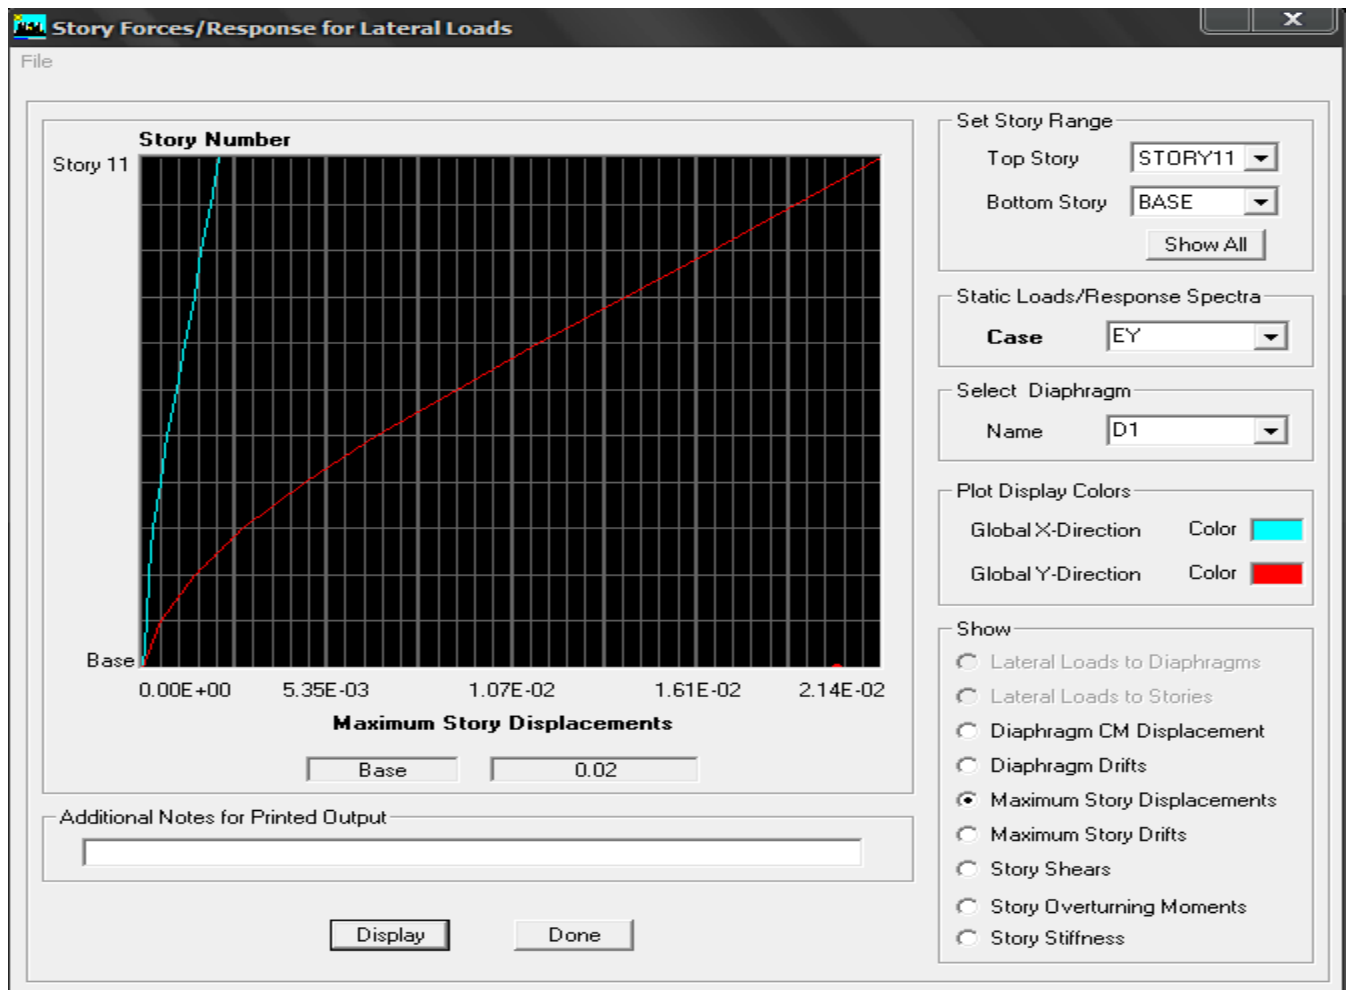 Story Forces/Response for Lateral Loads
X
File
Story Number
Story 11
Base
0.00E+00 5.35E-03 1.07E-02 1.61E-02 2.14E-02
Maximum Story Displacements
Base 0.02
Additional Notes for Printed Output
Display Done
Set Story Range
Top Story STORY11
Bottom Story BASE
Show All
Static Loads/Response Spectra
Case EY
Select Diaphragm
Name D1
Plot Display Colors
Global X-Direction Color
Global Y-Direction Color
Show
Lateral Loads to Diaphragms
Lateral Loads to Stories
Diaphragm CM Displacement
Diaphragm Drifts
Maximum Story Displacements
Maximum Story Drifts
Story Shears
Story Overturning Moments
Story Stiffness